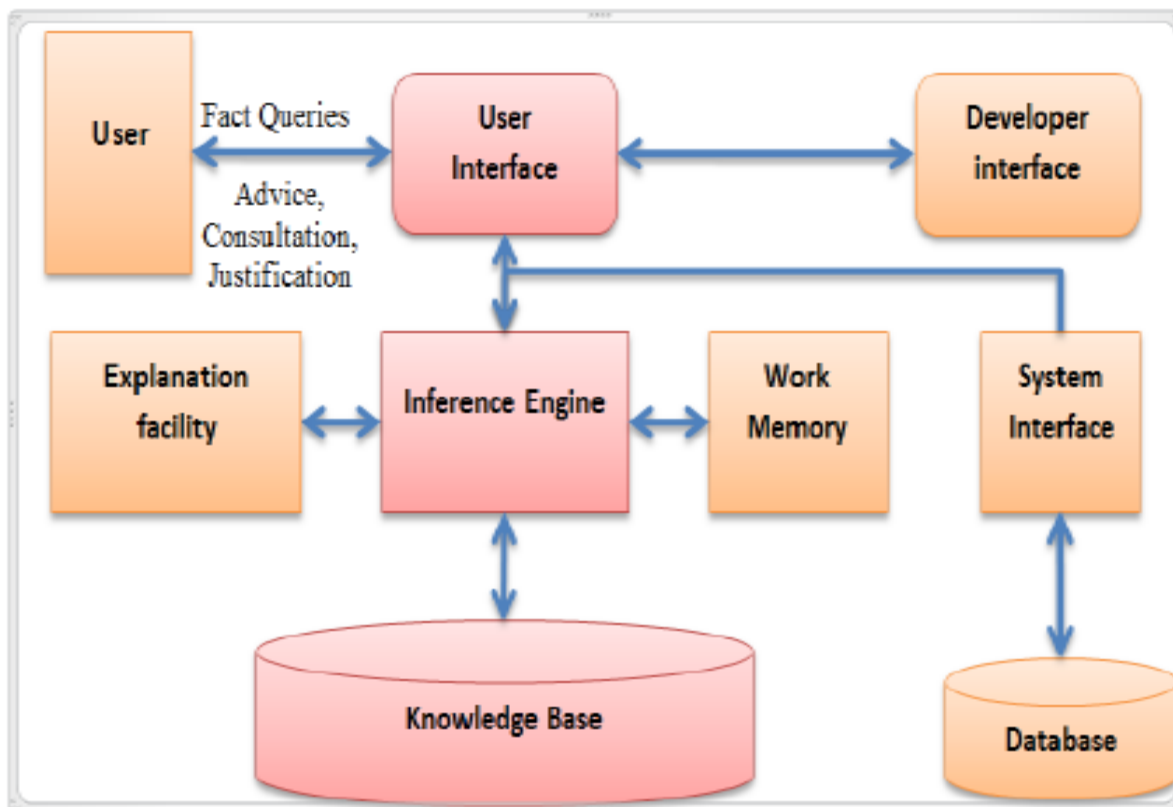 User
Fact Queries
Advice,
Consultation,
Justification
User
Interface
Developer
interface
Explanation
facility
Inference Engine
Work
Memory
System
Interface
Knowledge Base
Database